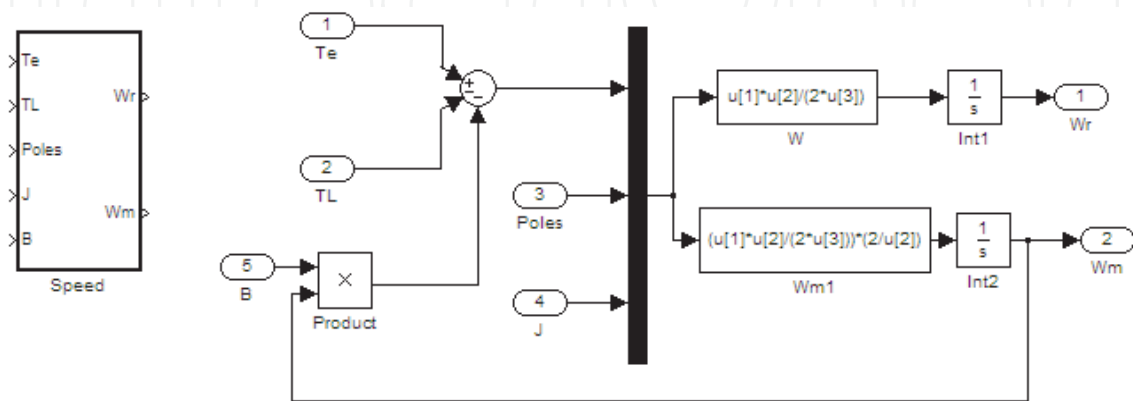 Te
TL
Poles
J
B
Wr
Wm
Speed
1
Te
+
−
−
2
TL
5
B
×
Product
3
Poles
4
J
u[1]*u[2]/(2*u[3])
W
1
s
Int1
1
Wr
(u[1]*u[2]/(2*u[3]))*(2/u[2])
Wm1
1
s
Int2
2
Wm